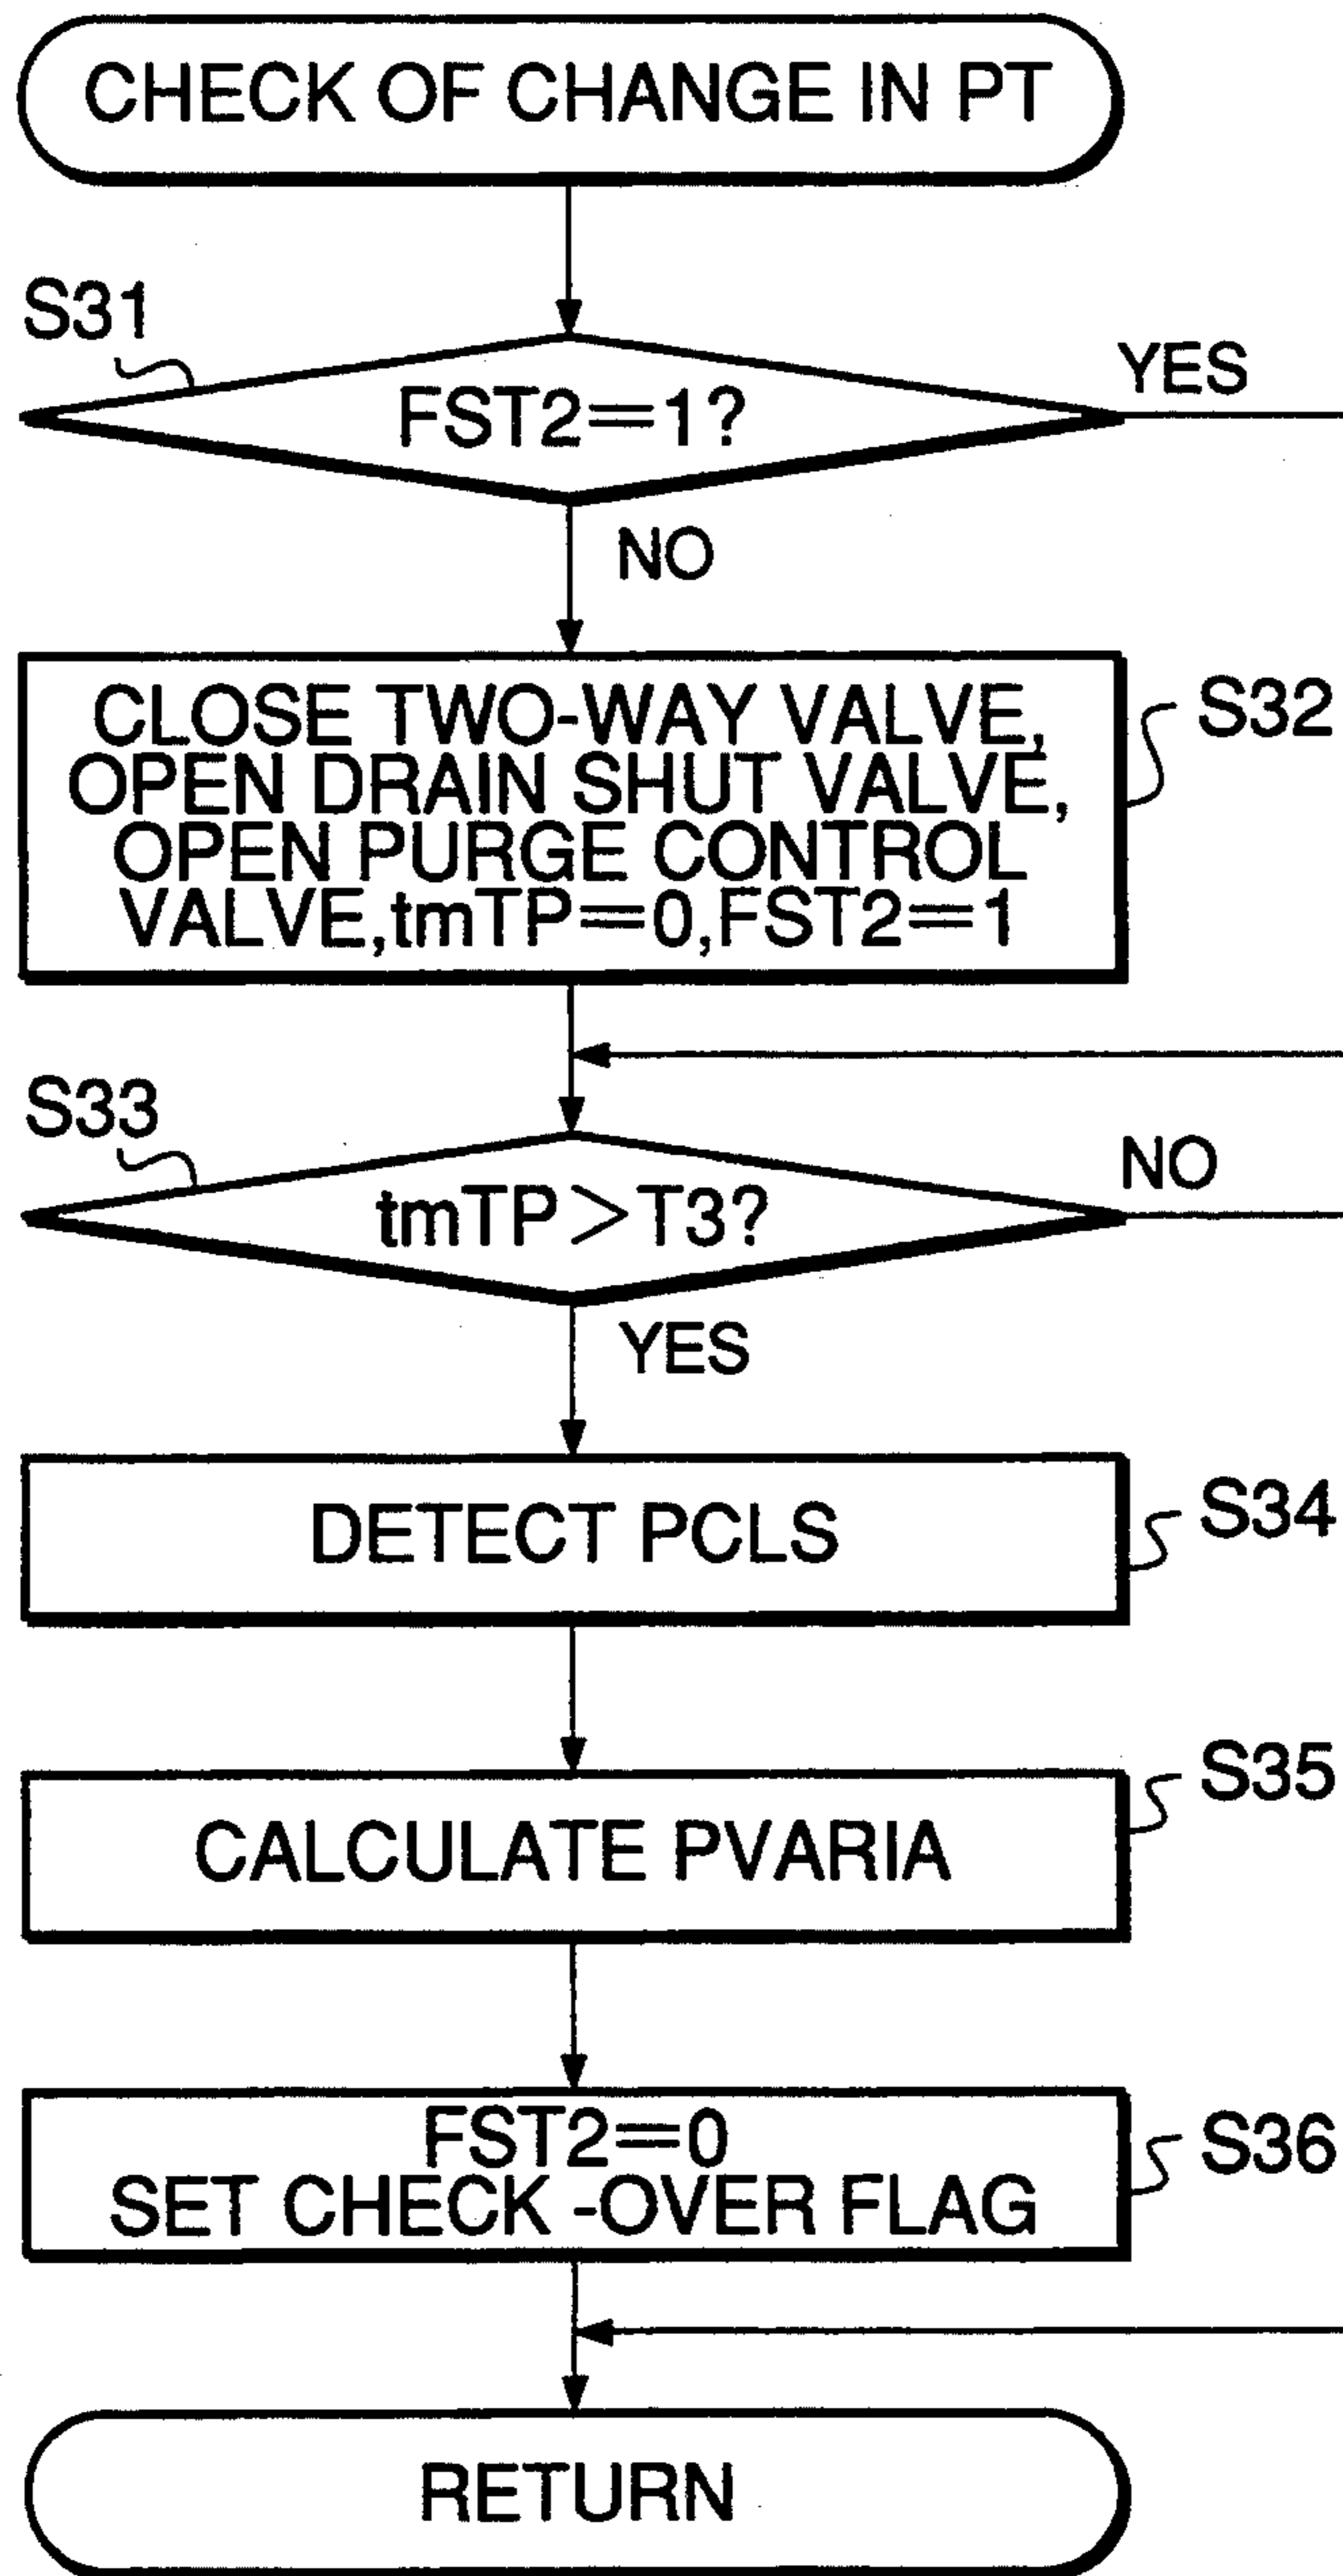 CHECK OF CHANGE IN PT
S31
FST2=1?
YES
NO
CLOSE TWO-WAY VALVE,
OPEN DRAIN SHUT VALVE,
OPEN PURGE CONTROL
VALVE,tmTP=0,FST2=1
S32
S33
tmTP>T3?
NO
YES
DETECT PCLS
S34
CALCULATE PVARIA
S35
FST2=0
SET CHECK -OVER FLAG
S36
RETURN